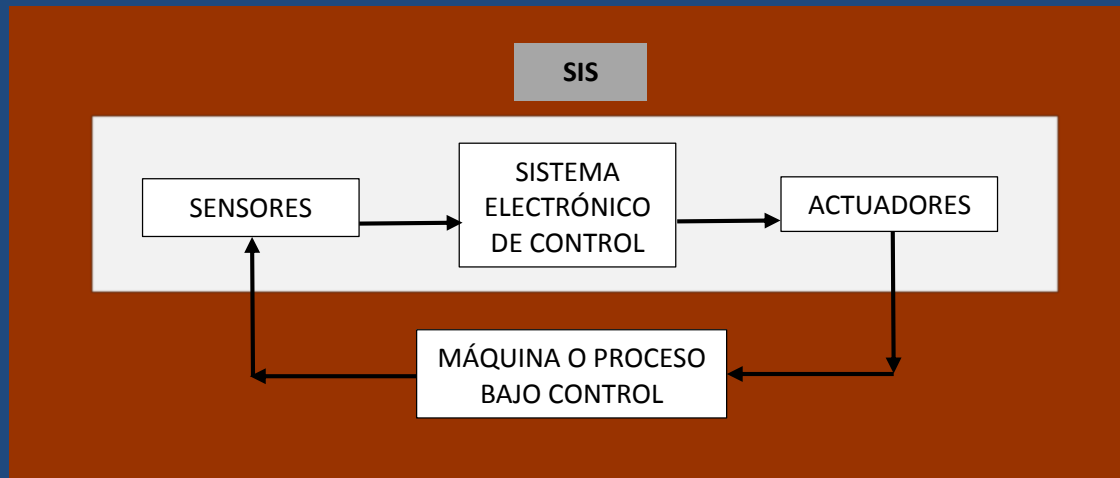 SIS
SENSORES
SISTEMA
ELECTRÓNICO
DE CONTROL
ACTUADORES
MÁQUINA O PROCESO
BAJO CONTROL